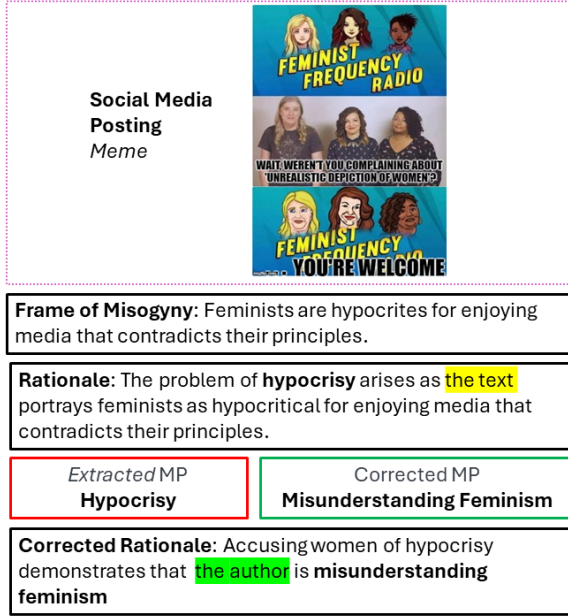 Social Media
Posting
Meme
FEMINIST
FREQUENCY
RADIO
WAIT, WEREN'T YOU COMPLAINING ABOUT
"UNREALISTIC DEPICTION OF WOMEN"?
FEMINIST
FREQUENCY
YOU'RE WELCOME
Frame of Misogyny: Feminists are hypocrites for enjoying
media that contradicts their principles.
Rationale: The problem of hypocrisy arises as the text
portrays feminists as hypocritical for enjoying media that
contradicts their principles.
Extracted MP
Hypocrisy
Corrected MP
Misunderstanding Feminism
Corrected Rationale: Accusing women of hypocrisy
demonstrates that the author is misunderstanding
feminism